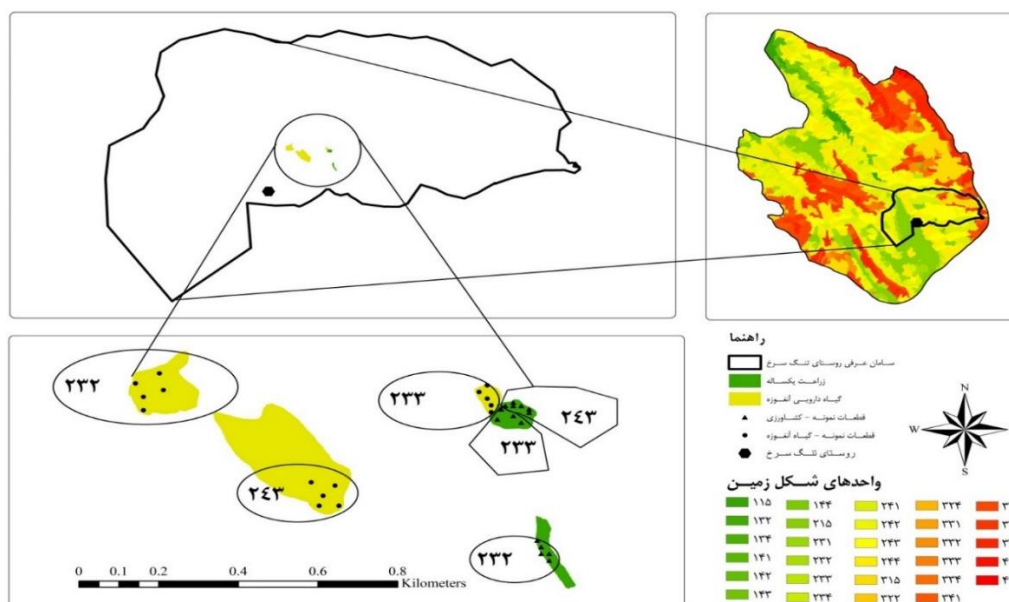 ۲۳۲
۲۴۳
۲۳۳
۲۴۳
۲۳۳
۲۳۲
0 0.1 0.2 0.4 0.6 0.8
Kilometers
راهنما
سامان عرفی روستای تنگ سرخ
زراعت یکساله
گیاه دارویی آنغوزه
قطعات نمونه - کشاورزی
قطعات نمونه - گیاه آنغوزه
روستای تنگ سرخ
N
W E
S
واحدهای شکل زمین
۱۱۵ ۱۴۴ ۲۴۱ ۳۲۴
۱۳۲ ۲۱۵ ۲۴۲ ۳۳۱
۱۳۴ ۲۳۱ ۲۴۳ ۳۳۲
۱۴۱ ۲۳۲ ۲۴۴ ۳۳۳
۱۴۲ ۲۳۳ ۳۱۵ ۳۳۴
۱۴۳ ۲۳۴ ۳۲۲ ۳۴۱